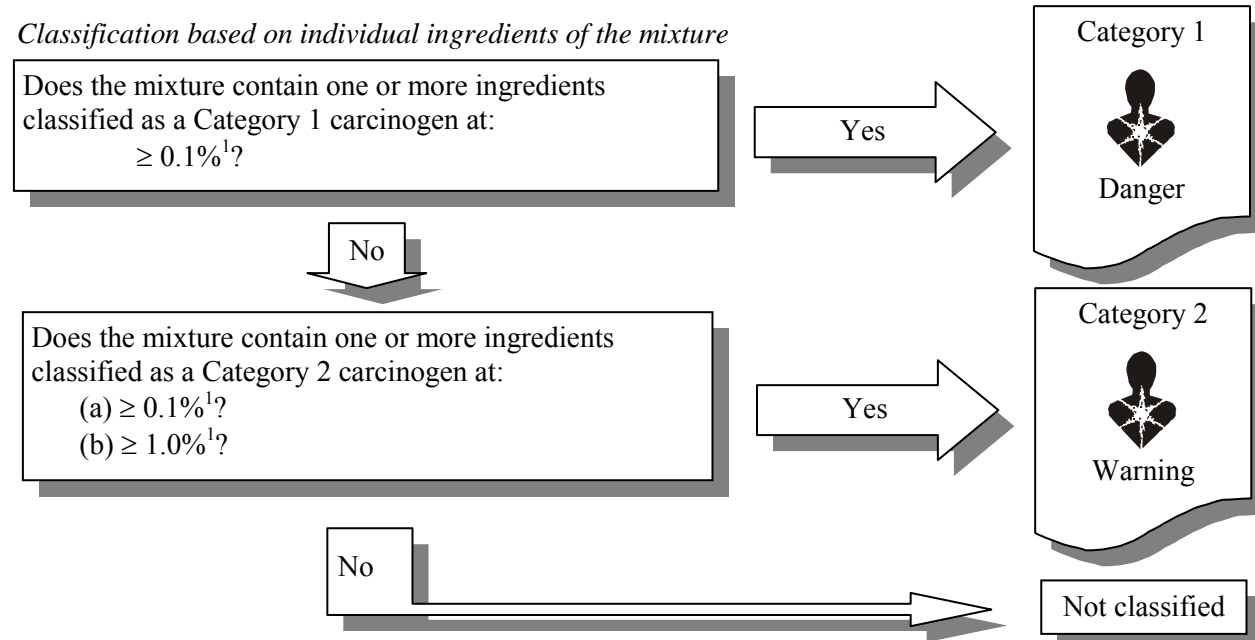 Classification based on individual ingredients of the mixture
Does the mixture contain one or more ingredients
classified as a Category 1 carcinogen at:
≥ 0.1%¹?
Yes
Category 1
Danger
No
Does the mixture contain one or more ingredients
classified as a Category 2 carcinogen at:
(a) ≥ 0.1%¹?
(b) ≥ 1.0%¹?
Yes
Category 2
Warning
No
Not classified